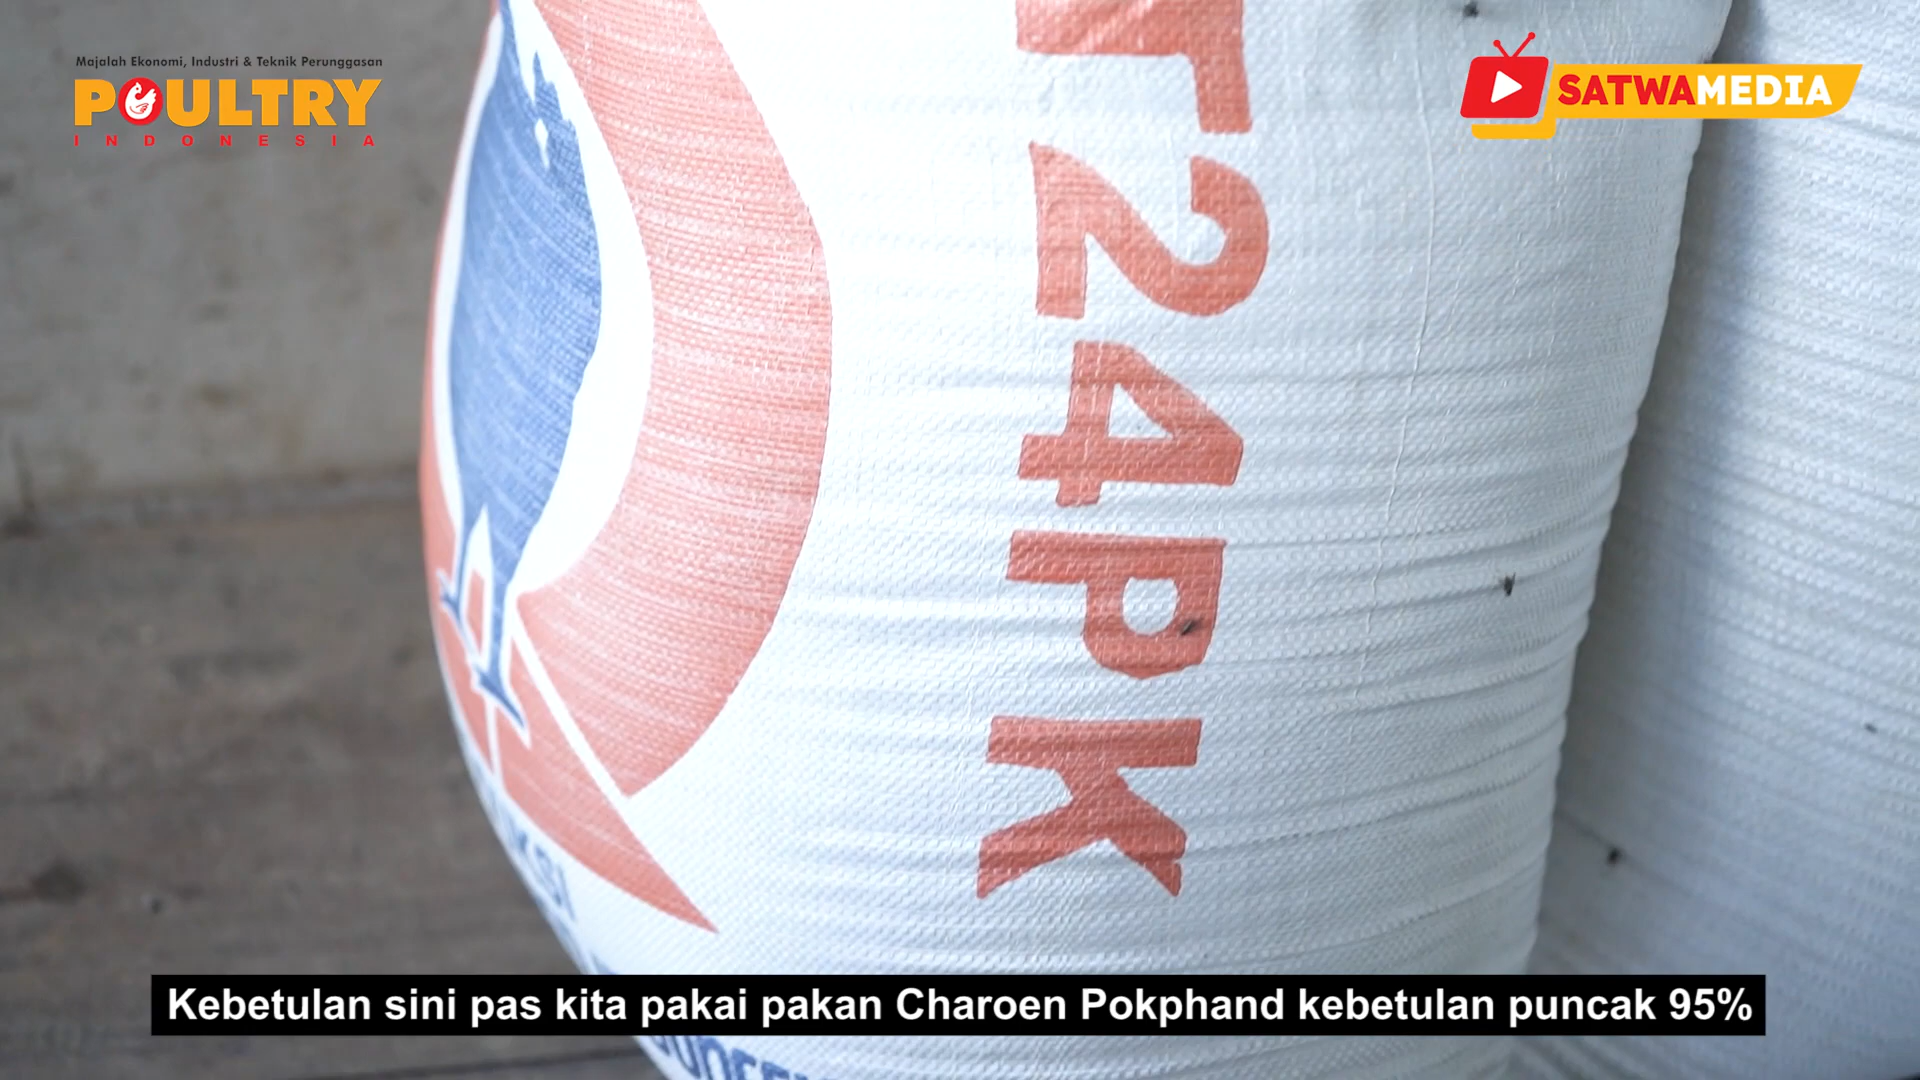 Majalah Ekonomi, Industri & Teknik Perunggasan
POULTRY
INDONESIA
SATWAMEDIA
T24PK
Kebetulan sini pas kita pakai pakan Charoen Pokphand kebetulan puncak 95%